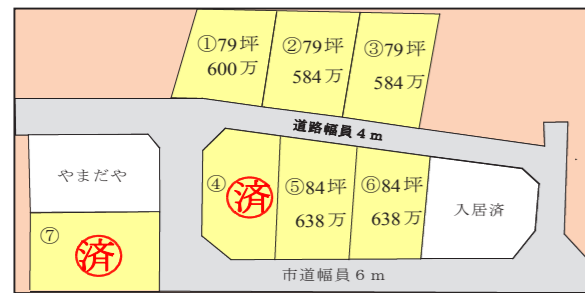 ①79坪
600万
②79坪
584万
③79坪
584万
道路幅員4m
やまだや
④
済
⑤84坪
638万
⑥84坪
638万
入居済
⑦
済
市道幅員6m